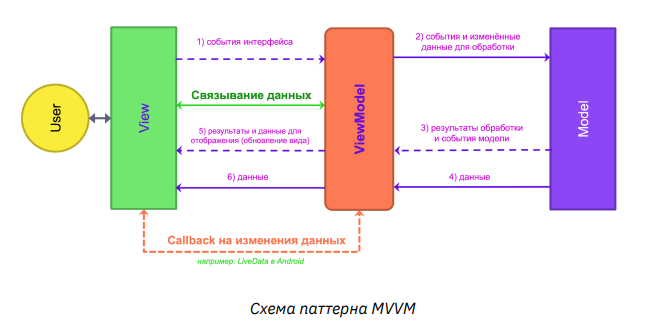 1) события интерфейса
2) события и изменённые
данные для обработки
User
View
Связывание данных
ViewModel
Model
5) результаты и данные для
отображения (обновление вида)
3) результаты обработки
и события модели
6) данные
4) данные
Callback на изменения данных
например: LiveData в Android
Схема паттерна MVVM